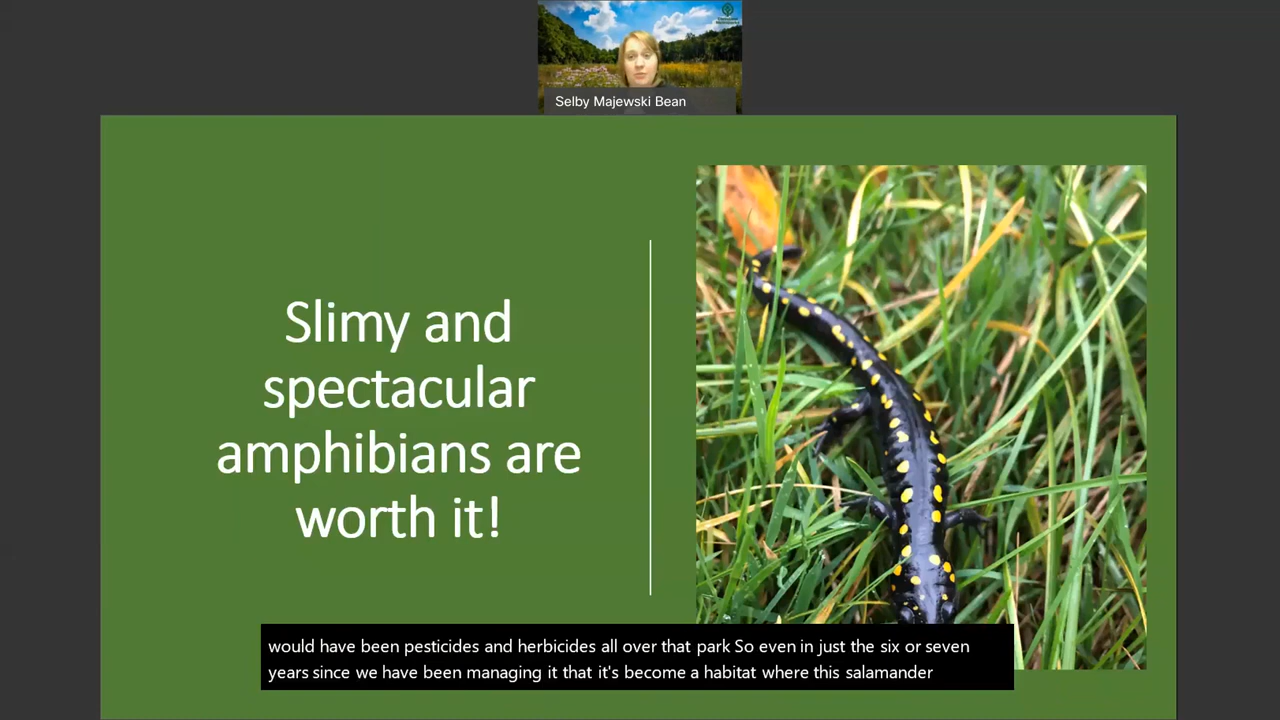 Selby Majewski Bean
Slimy and
spectacular
amphibians are
worth it!
would have been pesticides and herbicides all over that park So even in just the six or seven
years since we have been managing it that it's become a habitat where this salamander